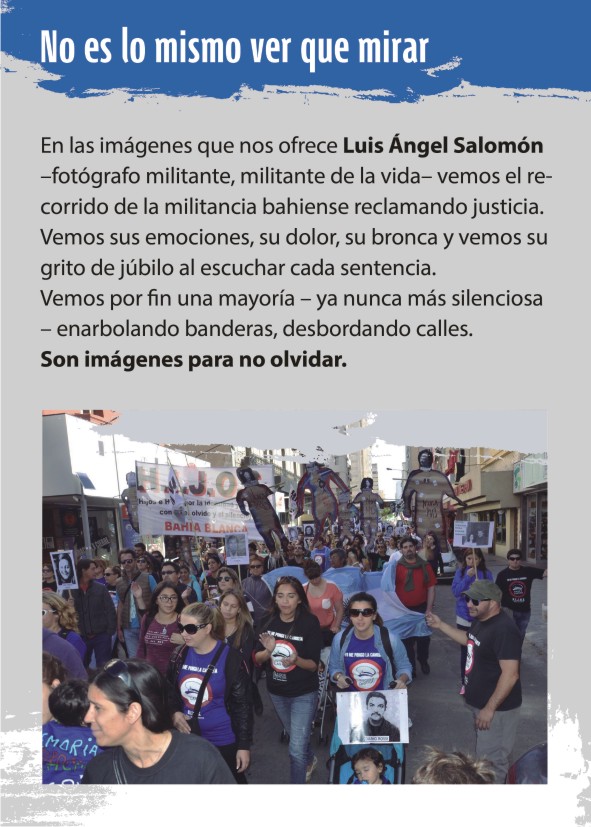 No es lo mismo ver que mirar
En las imágenes que nos ofrece Luis Ángel Salomón
–fotógrafo militante, militante de la vida– vemos el re-
corrido de la militancia bahiense reclamando justicia.
Vemos sus emociones, su dolor, su bronca y vemos su
grito de júbilo al escuchar cada sentencia.
Vemos por fin una mayoría – ya nunca más silenciosa
– enarbolando banderas, desbordando calles.
Son imágenes para no olvidar.
H.I.J.O.
BAHIA BLANCA